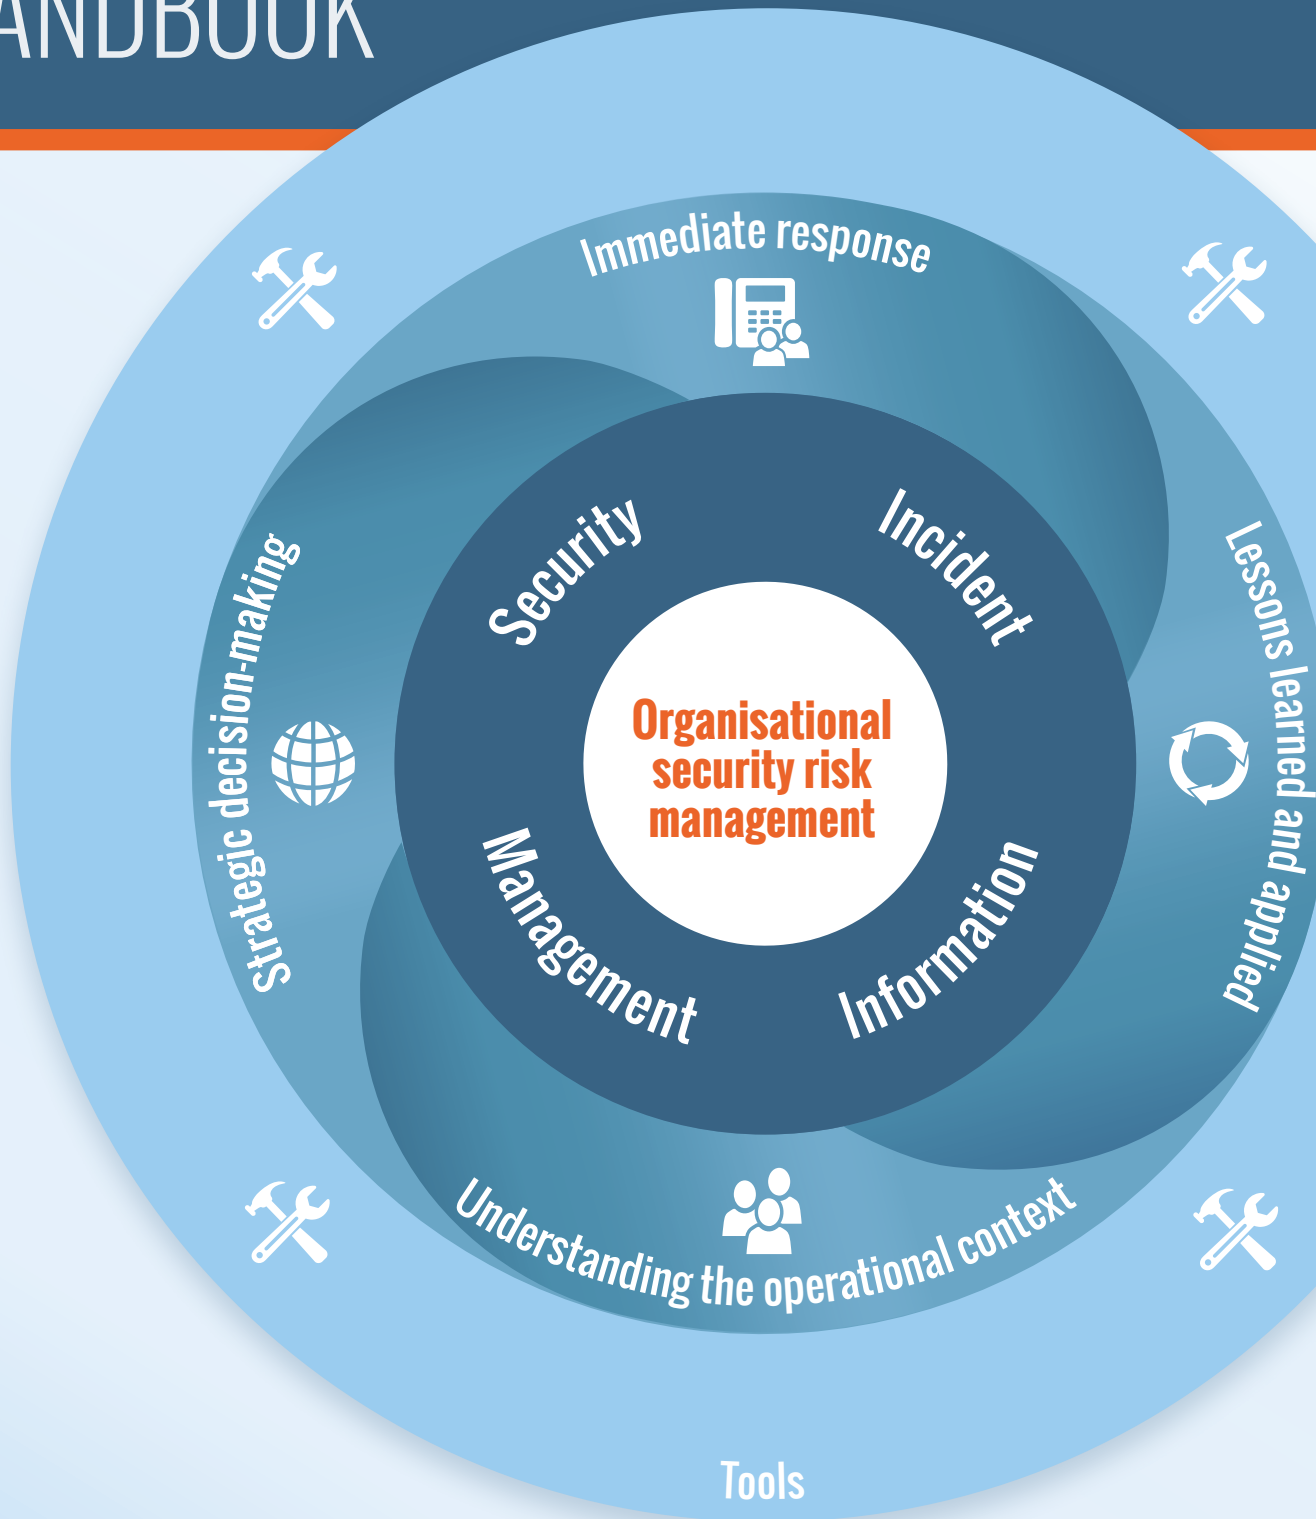 ANDBOOK
Immediate response
Security
Incident
Strategic decision-making
Organisational
security risk
management
Lessons learned and applied
Management
Information
Understanding the operational context
Tools